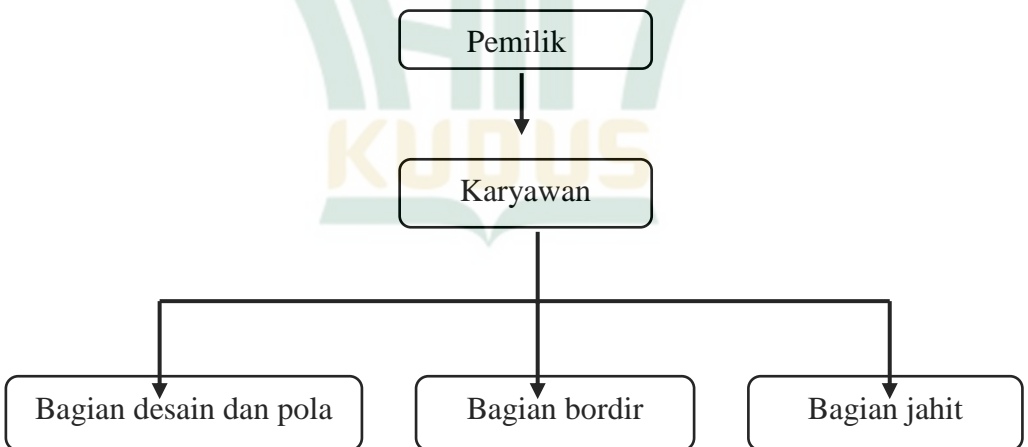 Pemilik
KUDUS
Karyawan
Bagian desain dan pola
Bagian bordir
Bagian jahit